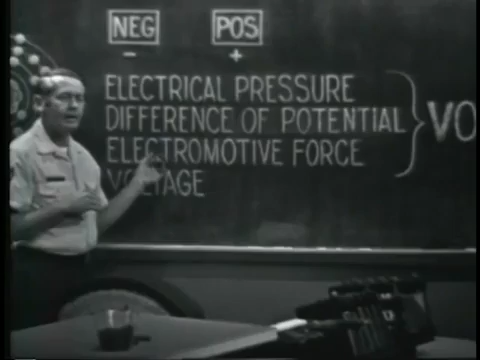 NEG POS
- +
ELECTRICAL PRESSURE
DIFFERENCE OF POTENTIAL
ELECTROMOTIVE FORCE
VOLTAGE
VO